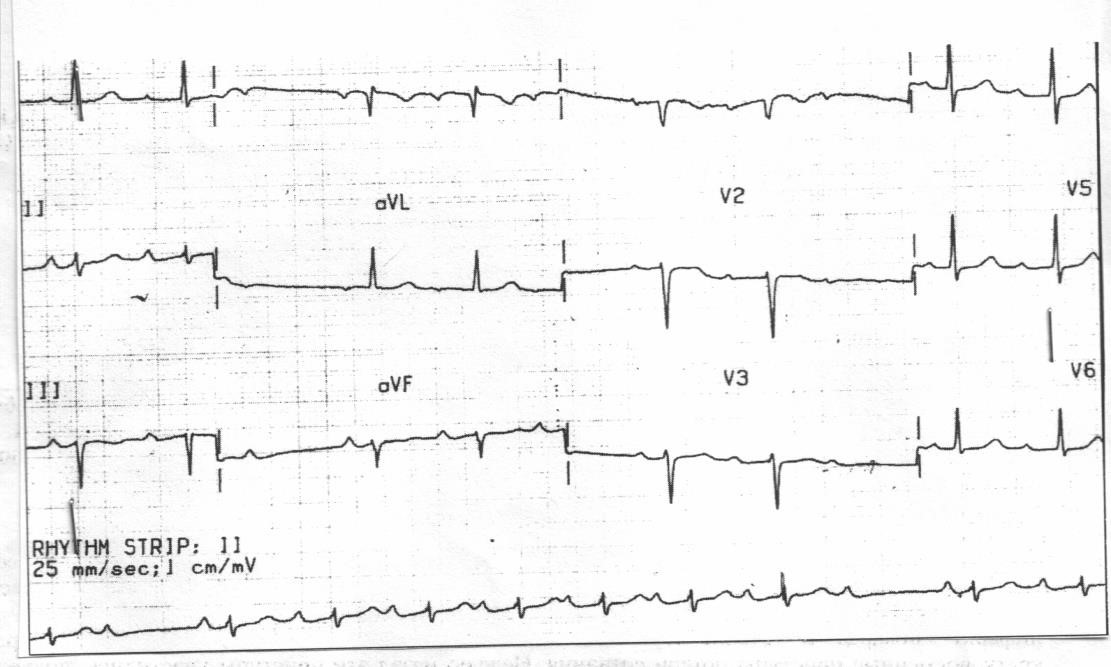 II aVL V2 V5
III aVF V3 V6
RHYTHM STRIP: II
25 mm/sec;1 cm/mV